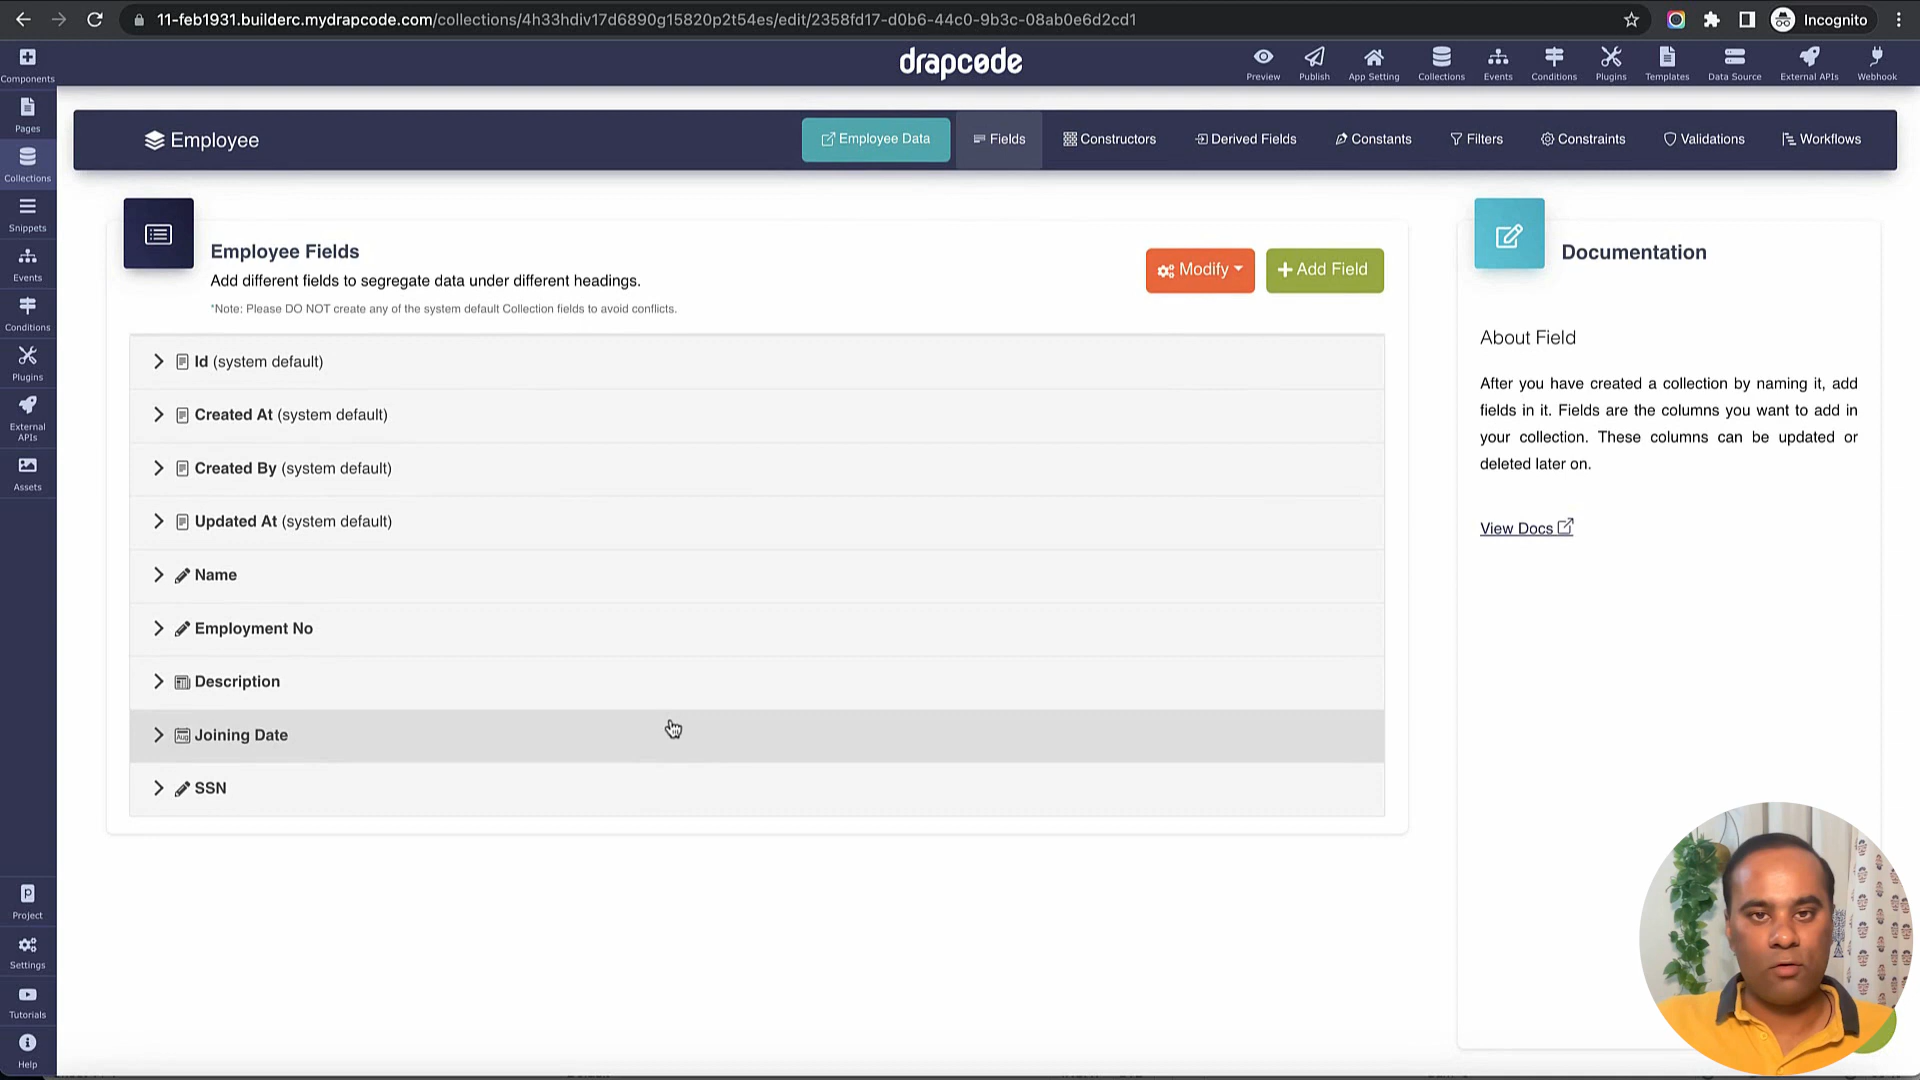 11-feb1931.builderc.mydrapcode.com/collections/4h33hdiv17d6890g15820p2t54es/edit/2358fd17-d0b6-44c0-9b3c-08ab0e6d2cd1
Incognito
Components
drapcode
Preview
Publish
App Setting
Collections
Events
Conditions
Plugins
Templates
Data Source
External APIs
Webhook
Pages
Collections
Snippets
Events
Conditions
Plugins
External
APIs
Assets
Project
Settings
Tutorials
Help
Employee
Employee Data
Fields
Constructors
Derived Fields
Constants
Filters
Constraints
Validations
Workflows
Employee Fields
Add different fields to segregate data under different headings.
*Note: Please DO NOT create any of the system default Collection fields to avoid conflicts.
Modify
Add Field
Id (system default)
Created At (system default)
Created By (system default)
Updated At (system default)
Name
Employment No
Description
Joining Date
SSN
Documentation
About Field
After you have created a collection by naming it, add
fields in it. Fields are the columns you want to add in
your collection. These columns can be updated or
deleted later on.
View Docs